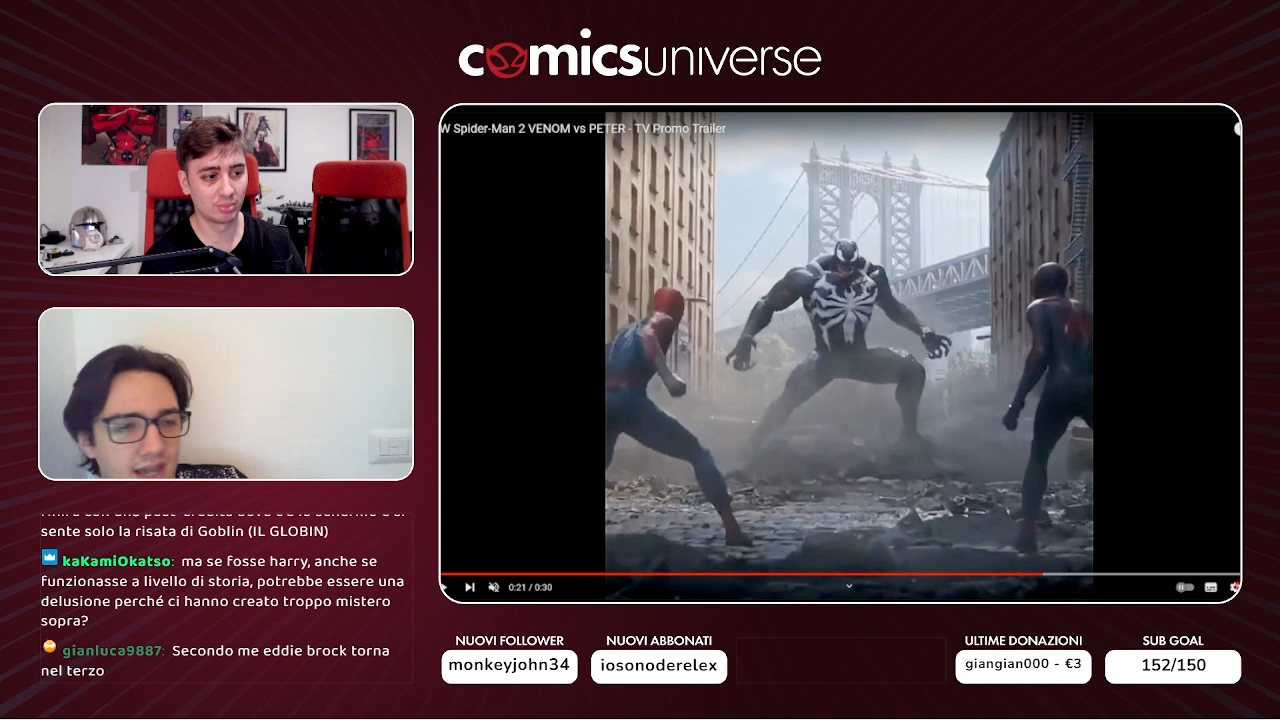 comicsuniverse
W Spider-Man 2 VENOM vs PETER - TV Promo Trailer
0:21 / 0:30
sente solo la risata di Goblin (IL GLOBIN)
kaKamiOkatso: ma se fosse harry, anche se
funzionasse a livello di storia, potrebbe essere una
delusione perché ci hanno creato troppo mistero
sopra?
gianluca9887: Secondo me eddie brock torna
nel terzo
NUOVI FOLLOWER
monkeyjohn34
NUOVI ABBONATI
iosonoderelex
ULTIME DONAZIONI
giangian000 - €3
SUB GOAL
152/150